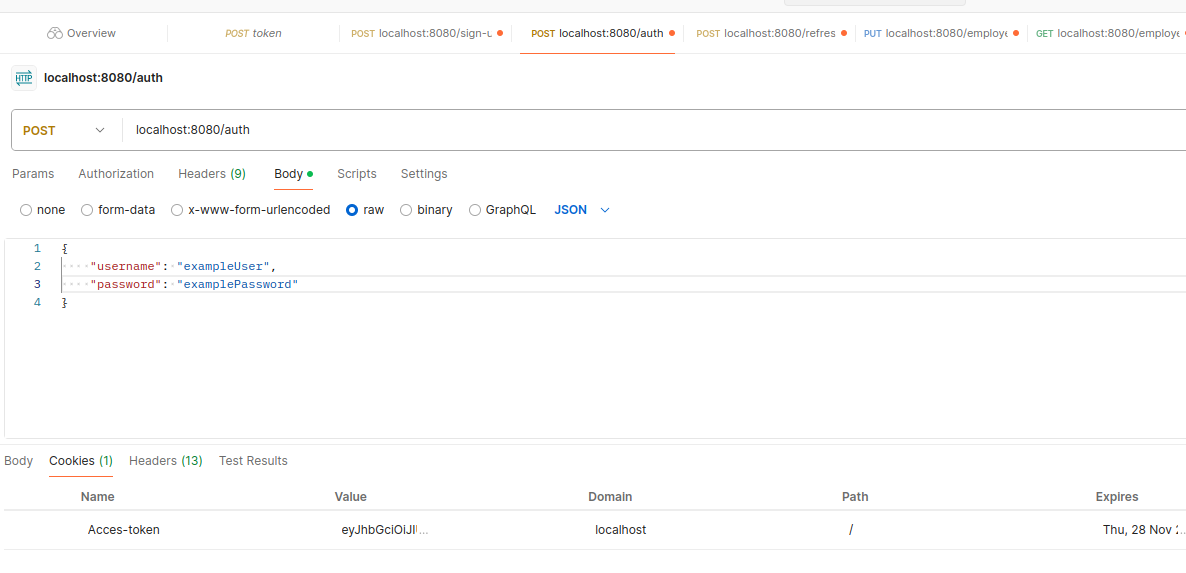 Overview POST token POST localhost:8080/sign-u POST localhost:8080/auth POST localhost:8080/refres PUT localhost:8080/employe GET localhost:8080/employe
HTTP localhost:8080/auth
POST localhost:8080/auth
Params Authorization Headers (9) Body Scripts Settings
none form-data x-www-form-urlencoded raw binary GraphQL JSON
1 {
2 "username": "exampleUser",
3 "password": "examplePassword"
4 }
Body Cookies (1) Headers (13) Test Results
Name Value Domain Path Expires
Acces-token eyJhbGciOiJI... localhost / Thu, 28 Nov 2...